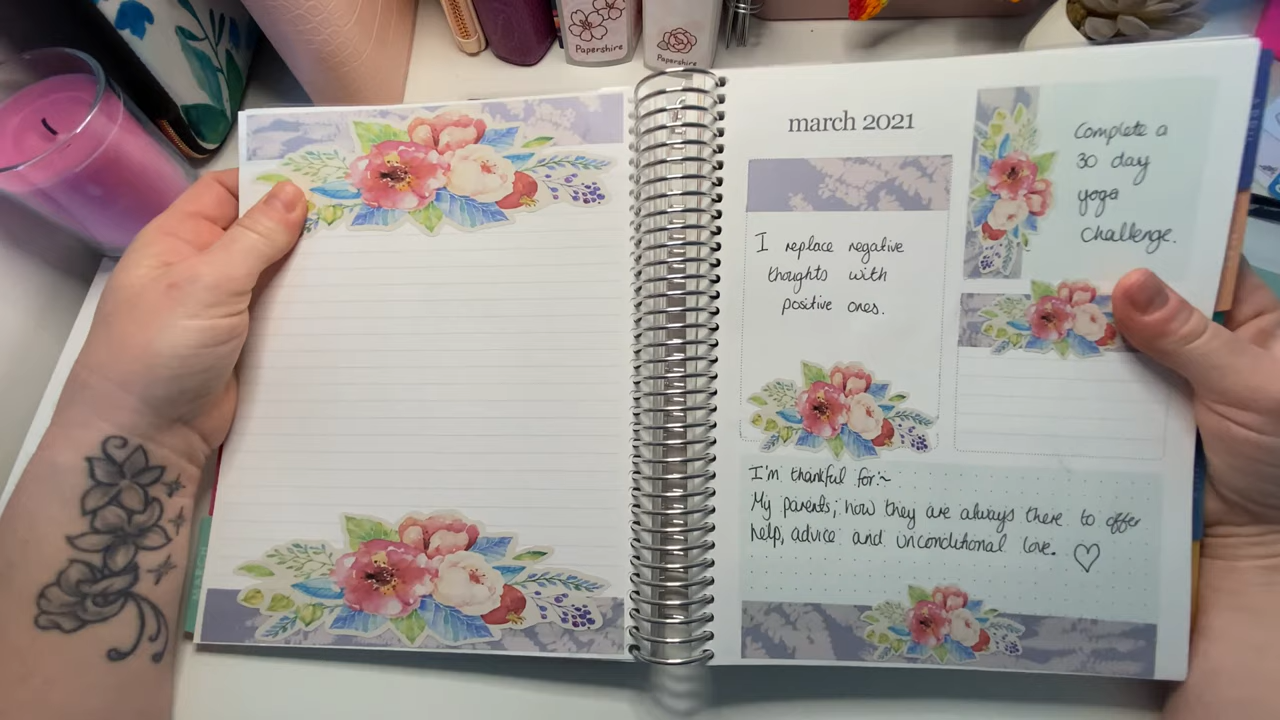 Papershire
Papershire
march 2021
I replace negative
thoughts with
positive ones.
Complete a
30 day
yoga
challenge.
I'm thankful for:~
My parents; how they are always there to offer
help, advice and unconditional love. ♡